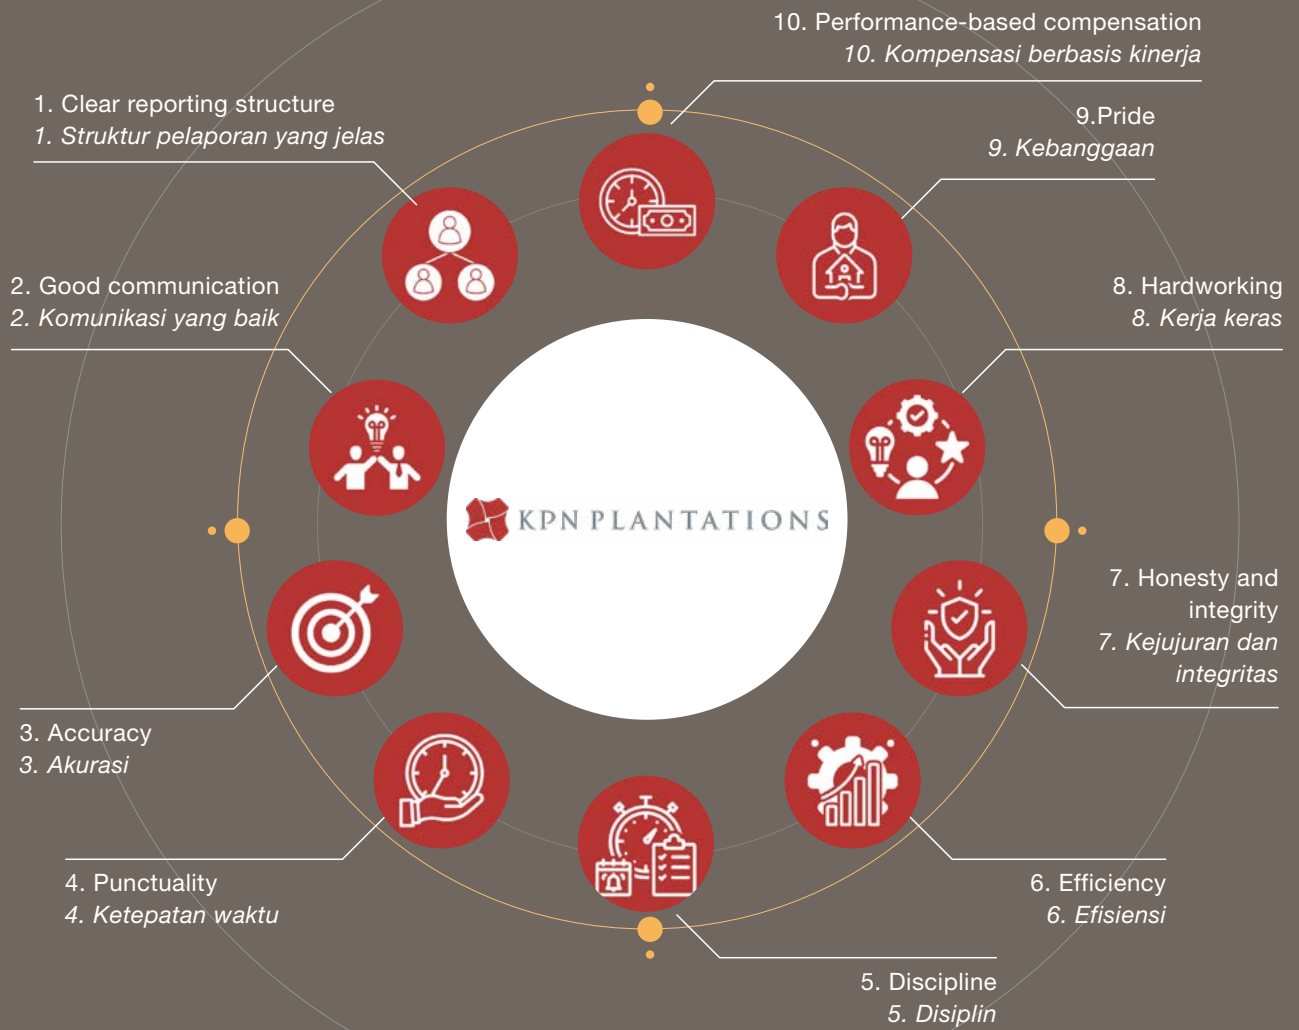 10. Performance-based compensation
10. Kompensasi berbasis kinerja
1. Clear reporting structure
1. Struktur pelaporan yang jelas
9.Pride
9. Kebanggaan
2. Good communication
2. Komunikasi yang baik
8. Hardworking
8. Kerja keras
KPN PLANTATIONS
7. Honesty and
integrity
7. Kejujuran dan
integritas
3. Accuracy
3. Akurasi
4. Punctuality
4. Ketepatan waktu
6. Efficiency
6. Efisiensi
5. Discipline
5. Disiplin